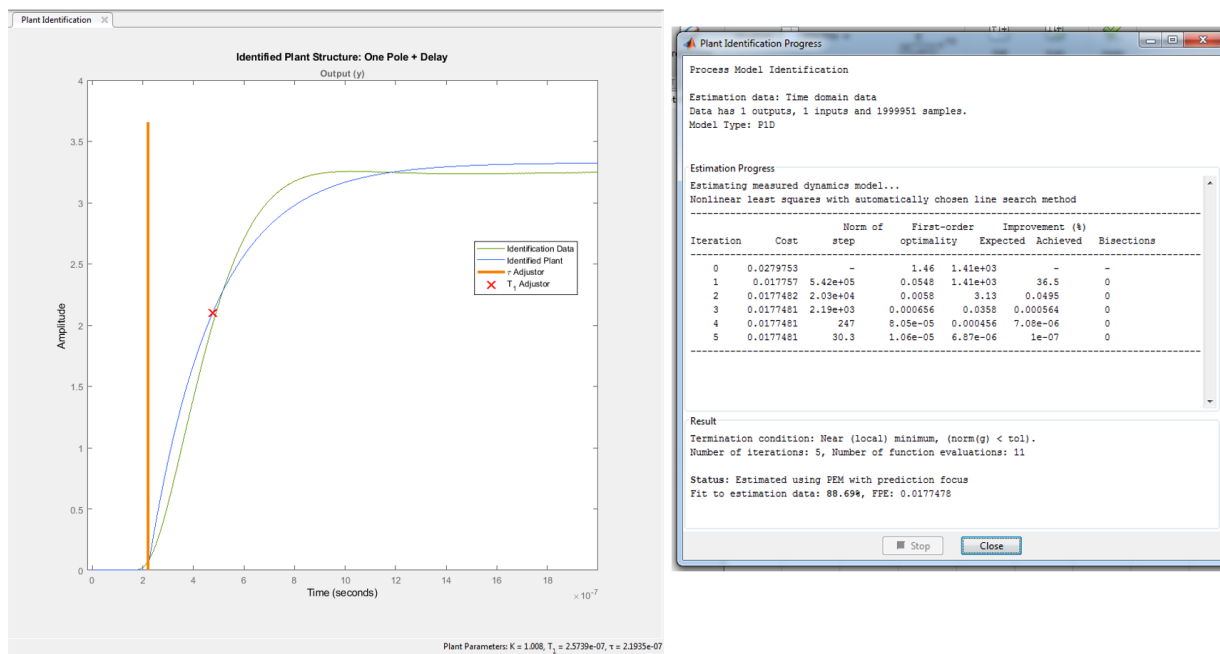 Plant Identification
Identified Plant Structure: One Pole + Delay
Output (y)
4
3.5
3
2.5
2
1.5
1
0.5
0
Amplitude
Identification Data
Identified Plant
τ Adjustor
T1 Adjustor
0 2 4 6 8 10 12 14 16 18
Time (seconds)
× 10^-7
Plant Parameters: K = 1.008, T1 = 2.5739e-07, τ = 2.1935e-07
Plant Identification Progress
Process Model Identification
Estimation data: Time domain data
Data has 1 outputs, 1 inputs and 1999951 samples.
Model Type: P1D
Estimation Progress
Estimating measured dynamics model...
Nonlinear least squares with automatically chosen line search method
Norm of First-order Improvement (%)
Iteration Cost step optimality Expected Achieved Bisections
0 0.0279753 - 1.46 1.41e+03 - -
1 0.017757 5.42e+05 0.0548 1.41e+03 36.5 0
2 0.0177482 2.03e+04 0.0058 3.13 0.0495 0
3 0.0177481 2.19e+03 0.000656 0.0358 0.000564 0
4 0.0177481 247 8.05e-05 0.000456 7.08e-06 0
5 0.0177481 30.3 1.06e-05 6.87e-06 1e-07 0
Result
Termination condition: Near (local) minimum, (norm(g) < tol).
Number of iterations: 5, Number of function evaluations: 11
Status: Estimated using PEM with prediction focus
Fit to estimation data: 88.69%, FPE: 0.0177478
Stop
Close